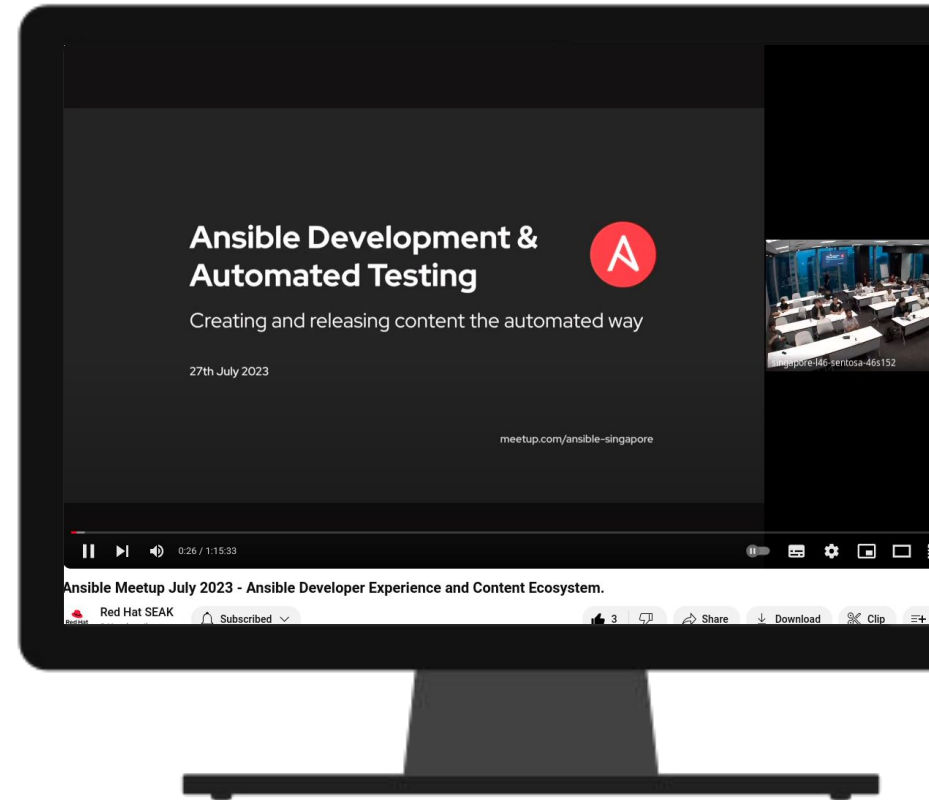 Ansible Development &
Automated Testing
Creating and releasing content the automated way
27th July 2023
meetup.com/ansible-singapore
singapore-l46-sentosa-46s152
0:26 / 1:15:33
Ansible Meetup July 2023 - Ansible Developer Experience and Content Ecosystem.
Red Hat
Red Hat SEAK
Subscribed
3
Share
Download
Clip